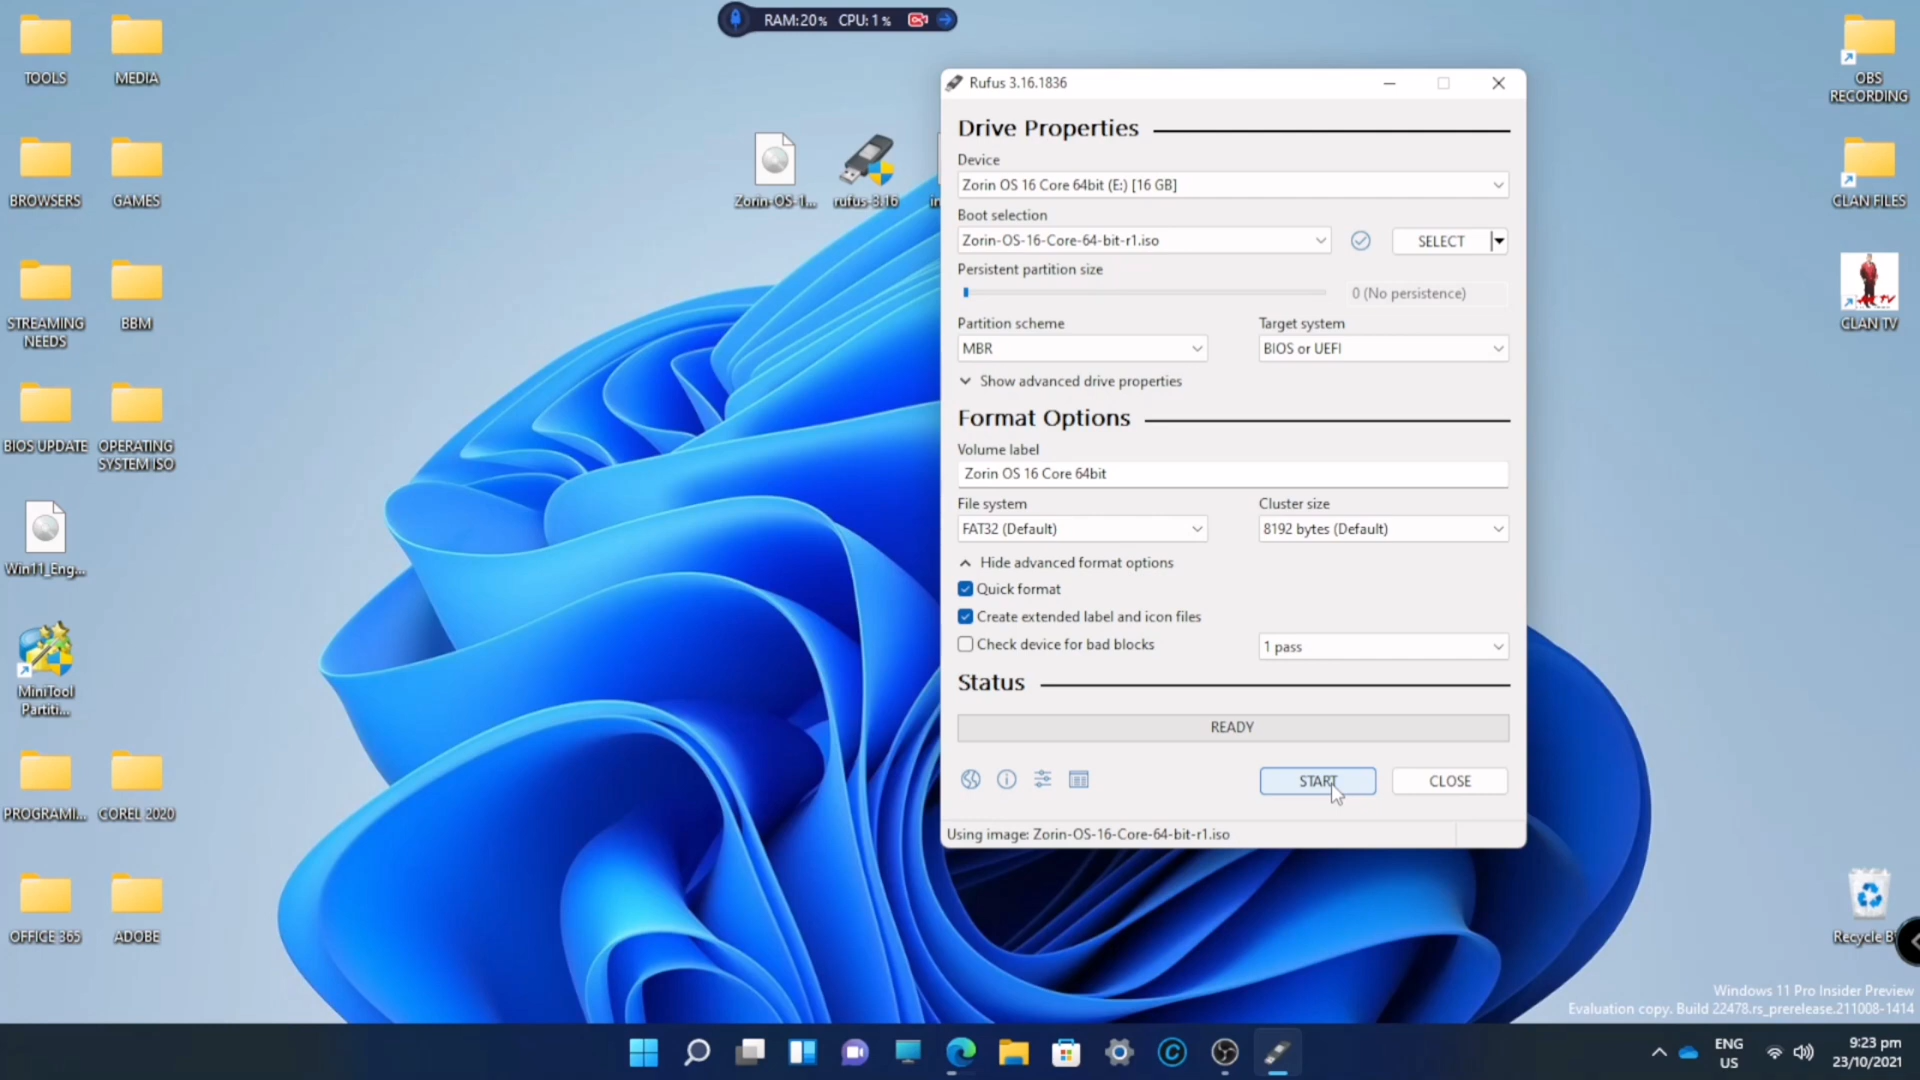 RAM:20% CPU: 1%
TOOLS
MEDIA
BROWSERS
GAMES
STREAMING
NEEDS
BBM
BIOS UPDATE
OPERATING
SYSTEM ISO
Win11_Eng...
MiniTool
Partiti...
PROGRAMI...
COREL 2020
OFFICE 365
ADOBE
Zorin-OS-1...
rufus-3.16
Rufus 3.16.1836
Drive Properties
Device
Zorin OS 16 Core 64bit (E:) [16 GB]
Boot selection
Zorin-OS-16-Core-64-bit-r1.iso
SELECT
Persistent partition size
0 (No persistence)
Partition scheme
Target system
MBR
BIOS or UEFI
Show advanced drive properties
Format Options
Volume label
Zorin OS 16 Core 64bit
File system
Cluster size
FAT32 (Default)
8192 bytes (Default)
Hide advanced format options
Quick format
Create extended label and icon files
Check device for bad blocks
1 pass
Status
READY
START
CLOSE
Using image: Zorin-OS-16-Core-64-bit-r1.iso
OBS
RECORDING
CLAN FILES
CLAN TV
Recycle B
Windows 11 Pro Insider Preview
Evaluation copy. Build 22478.rs_prerelease.211008-1414
ENG
US
9:23 pm
23/10/2021